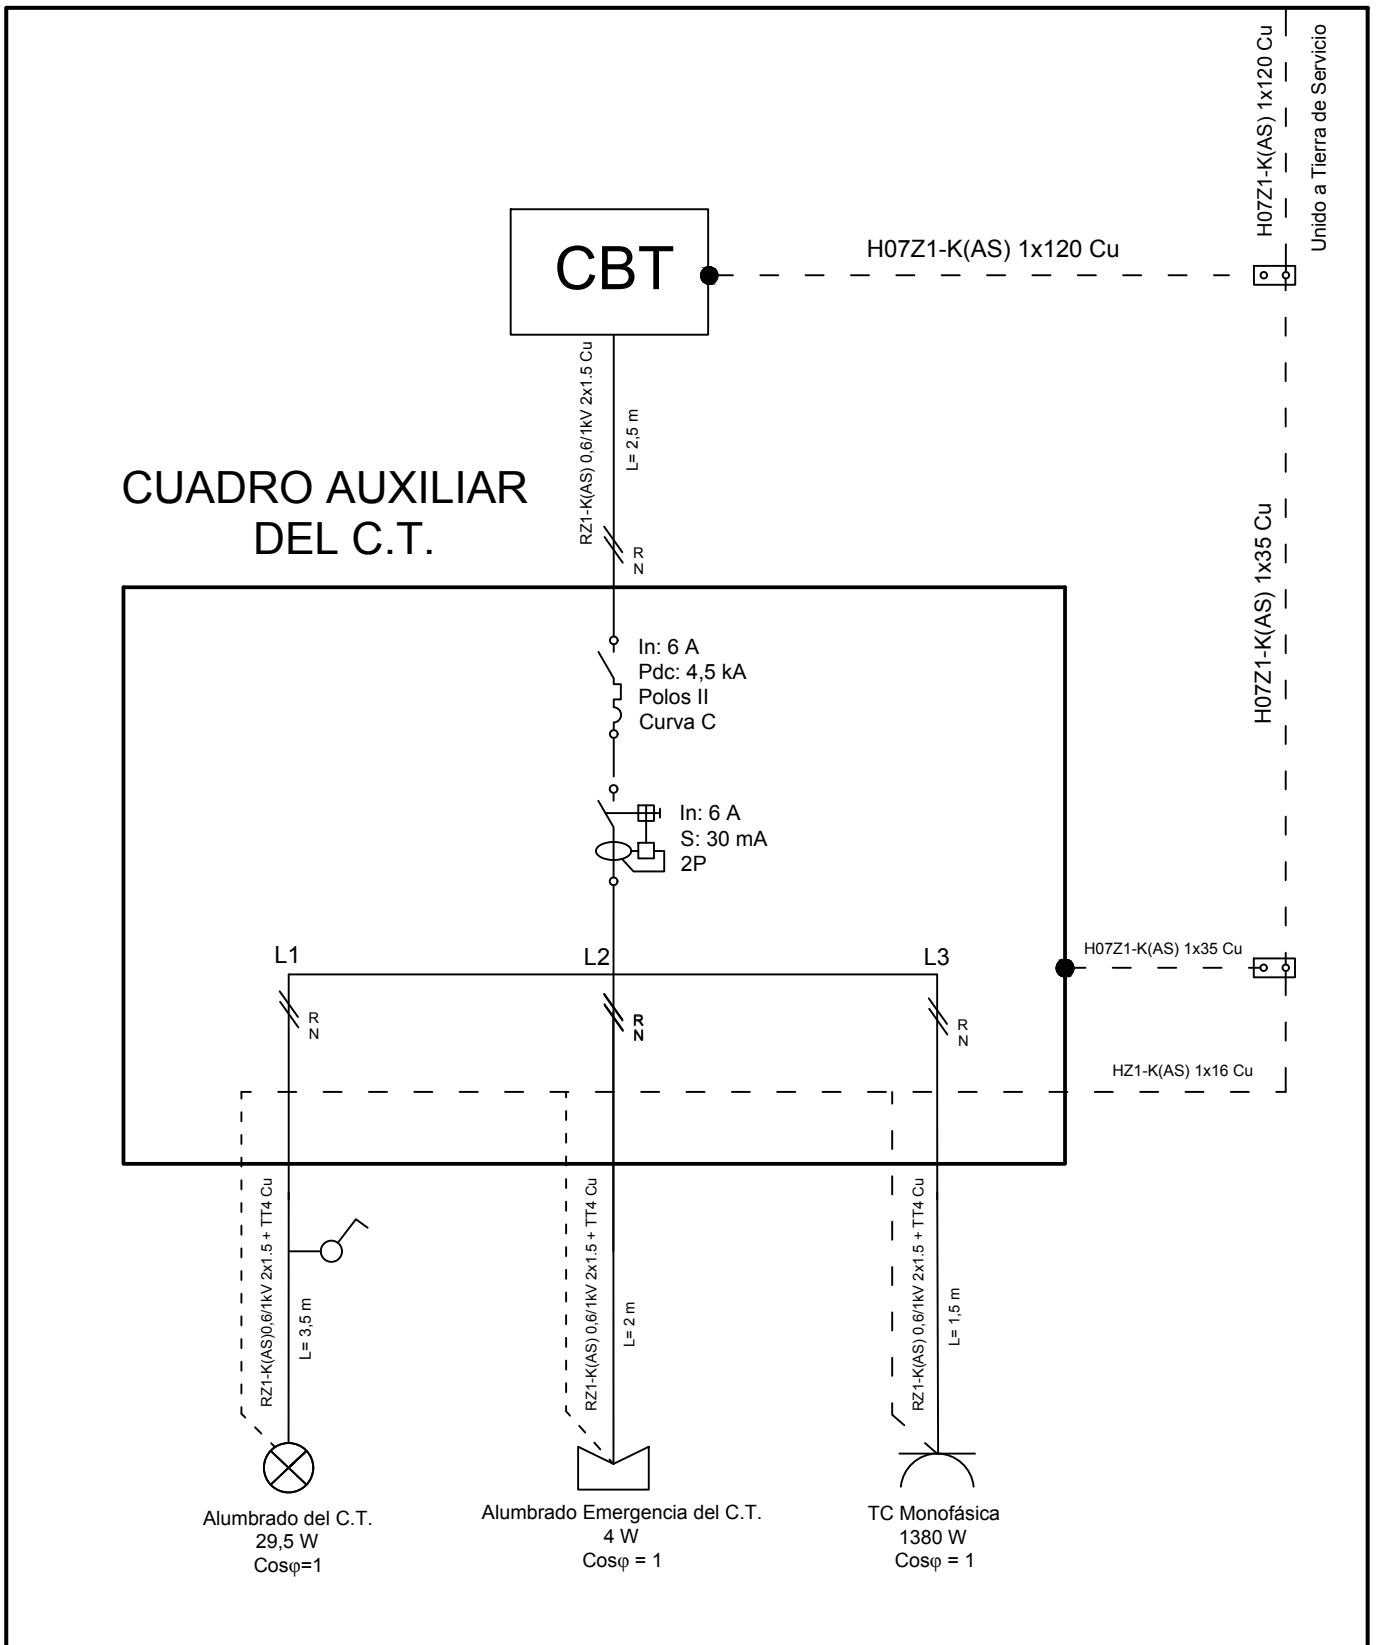 H07Z1-K(AS) 1x120 Cu
Unido a Tierra de Servicio
CBT
H07Z1-K(AS) 1x120 Cu
RZ1-K(AS) 0,6/1kV 2x1.5 Cu
L= 2,5 m
R
N
CUADRO AUXILIAR
DEL C.T.
H07Z1-K(AS) 1x35 Cu
In: 6 A
Pdc: 4,5 kA
Polos II
Curva C
In: 6 A
S: 30 mA
2P
L1
L2
L3
H07Z1-K(AS) 1x35 Cu
R
N
R
N
R
N
HZ1-K(AS) 1x16 Cu
RZ1-K(AS)0,6/1kV 2x1.5 + TT4 Cu
L= 3,5 m
RZ1-K(AS) 0,6/1kV 2x1.5 + TT4 Cu
L= 2 m
RZ1-K(AS) 0,6/1kV 2x1.5 + TT4 Cu
L= 1,5 m
Alumbrado del C.T.
29,5 W
Cosφ=1
Alumbrado Emergencia del C.T.
4 W
Cosφ = 1
TC Monofásica
1380 W
Cosφ = 1